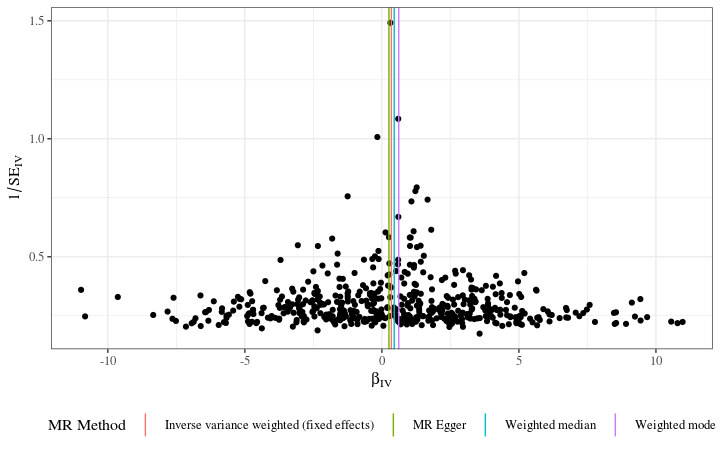 1.5
1.0
0.5
1/SE_IV
-10 -5 0 5 10
β_IV
MR Method Inverse variance weighted (fixed effects) MR Egger Weighted median Weighted mode